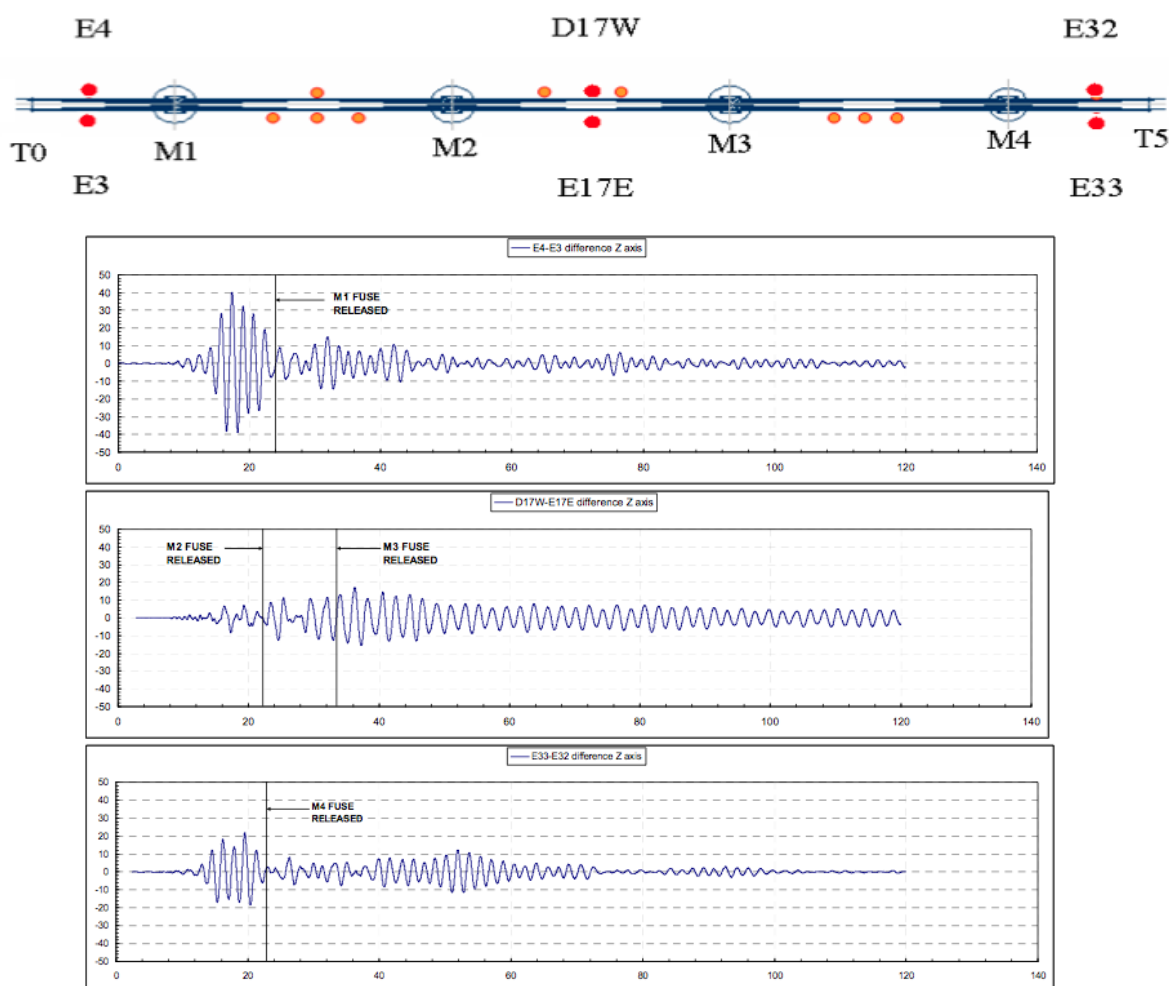 E4 D17W E32
T0 M1 M2 M3 M4 T5
E3 E17E E33
E4-E3 difference Z axis
50
40
30
20
10
0
-10
-20
-30
-40
-50
M1 FUSE
RELEASED
0 20 40 60 80 100 120 140
D17W-E17E difference Z axis
50
40
30
20
10
0
-10
-20
-30
-40
-50
M2 FUSE
RELEASED
M3 FUSE
RELEASED
0 20 40 60 80 100 120 140
E33-E32 difference Z axis
50
40
30
20
10
0
-10
-20
-30
-40
-50
M4 FUSE
RELEASED
0 20 40 60 80 100 120 140